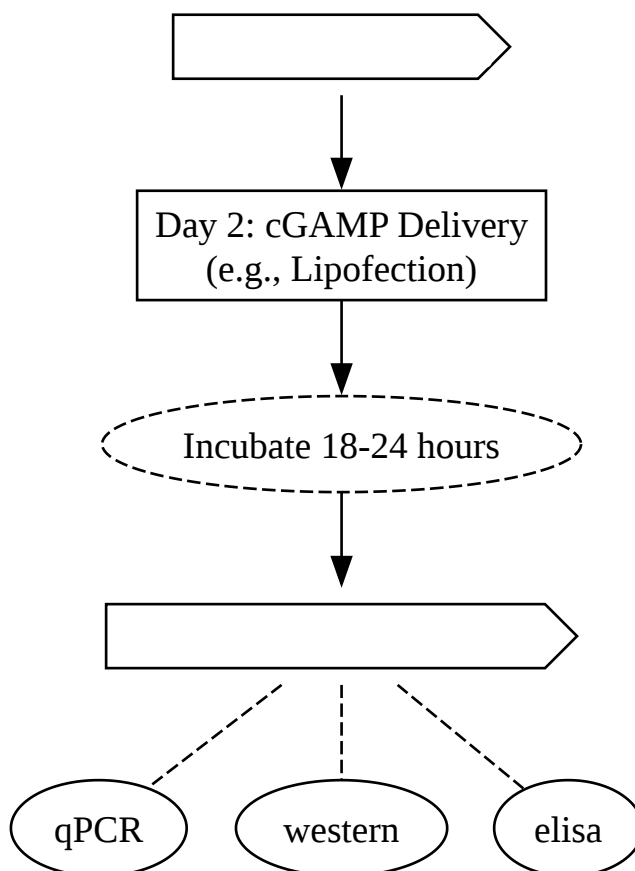 Day 2: cGAMP Delivery
(e.g., Lipofection)
Incubate 18-24 hours
qPCR
western
elisa